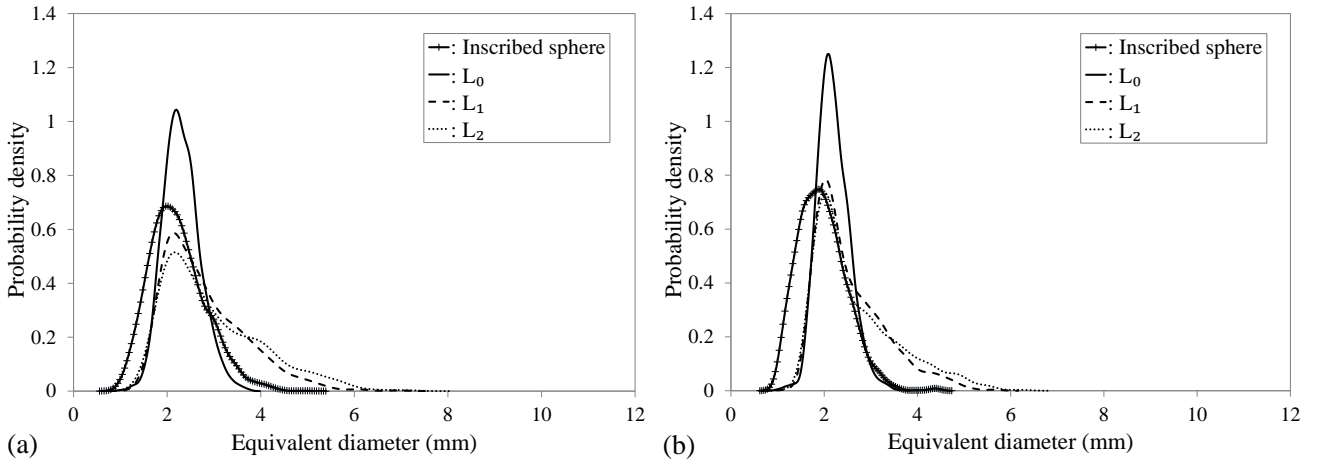 Probability density
1.4
1.2
1
0.8
0.6
0.4
0.2
0
0 2 4 6 8 10 12
Equivalent diameter (mm)
(a)
: Inscribed sphere
: L₀
: L₁
: L₂
Probability density
1.4
1.2
1
0.8
0.6
0.4
0.2
0
0 2 4 6 8 10 12
Equivalent diameter (mm)
(b)
: Inscribed sphere
: L₀
: L₁
: L₂